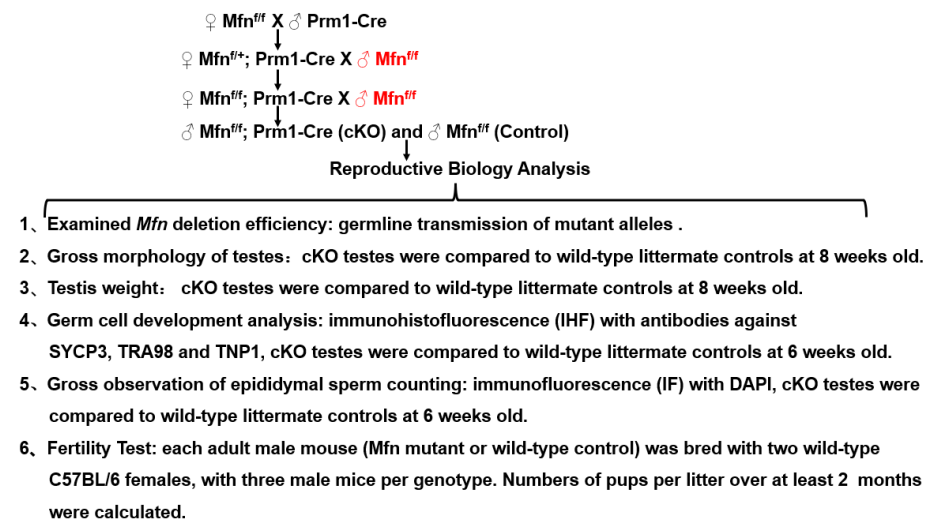 ♀ Mfnf/f X ♂ Prm1-Cre
♀ Mfnf/+; Prm1-Cre X ♂ Mfnf/f
♀ Mfnf/f; Prm1-Cre X ♂ Mfnf/f
♂ Mfnf/f; Prm1-Cre (cKO) and ♂ Mfnf/f (Control)
Reproductive Biology Analysis
1、Examined Mfn deletion efficiency: germline transmission of mutant alleles .
2、Gross morphology of testes：cKO testes were compared to wild-type littermate controls at 8 weeks old.
3、Testis weight： cKO testes were compared to wild-type littermate controls at 8 weeks old.
4、Germ cell development analysis: immunohistofluorescence (IHF) with antibodies against
SYCP3, TRA98 and TNP1, cKO testes were compared to wild-type littermate controls at 6 weeks old.
5、Gross observation of epididymal sperm counting: immunofluorescence (IF) with DAPI, cKO testes were
compared to wild-type littermate controls at 6 weeks old.
6、Fertility Test: each adult male mouse (Mfn mutant or wild-type control) was bred with two wild-type
C57BL/6 females, with three male mice per genotype. Numbers of pups per litter over at least 2 months
were calculated.